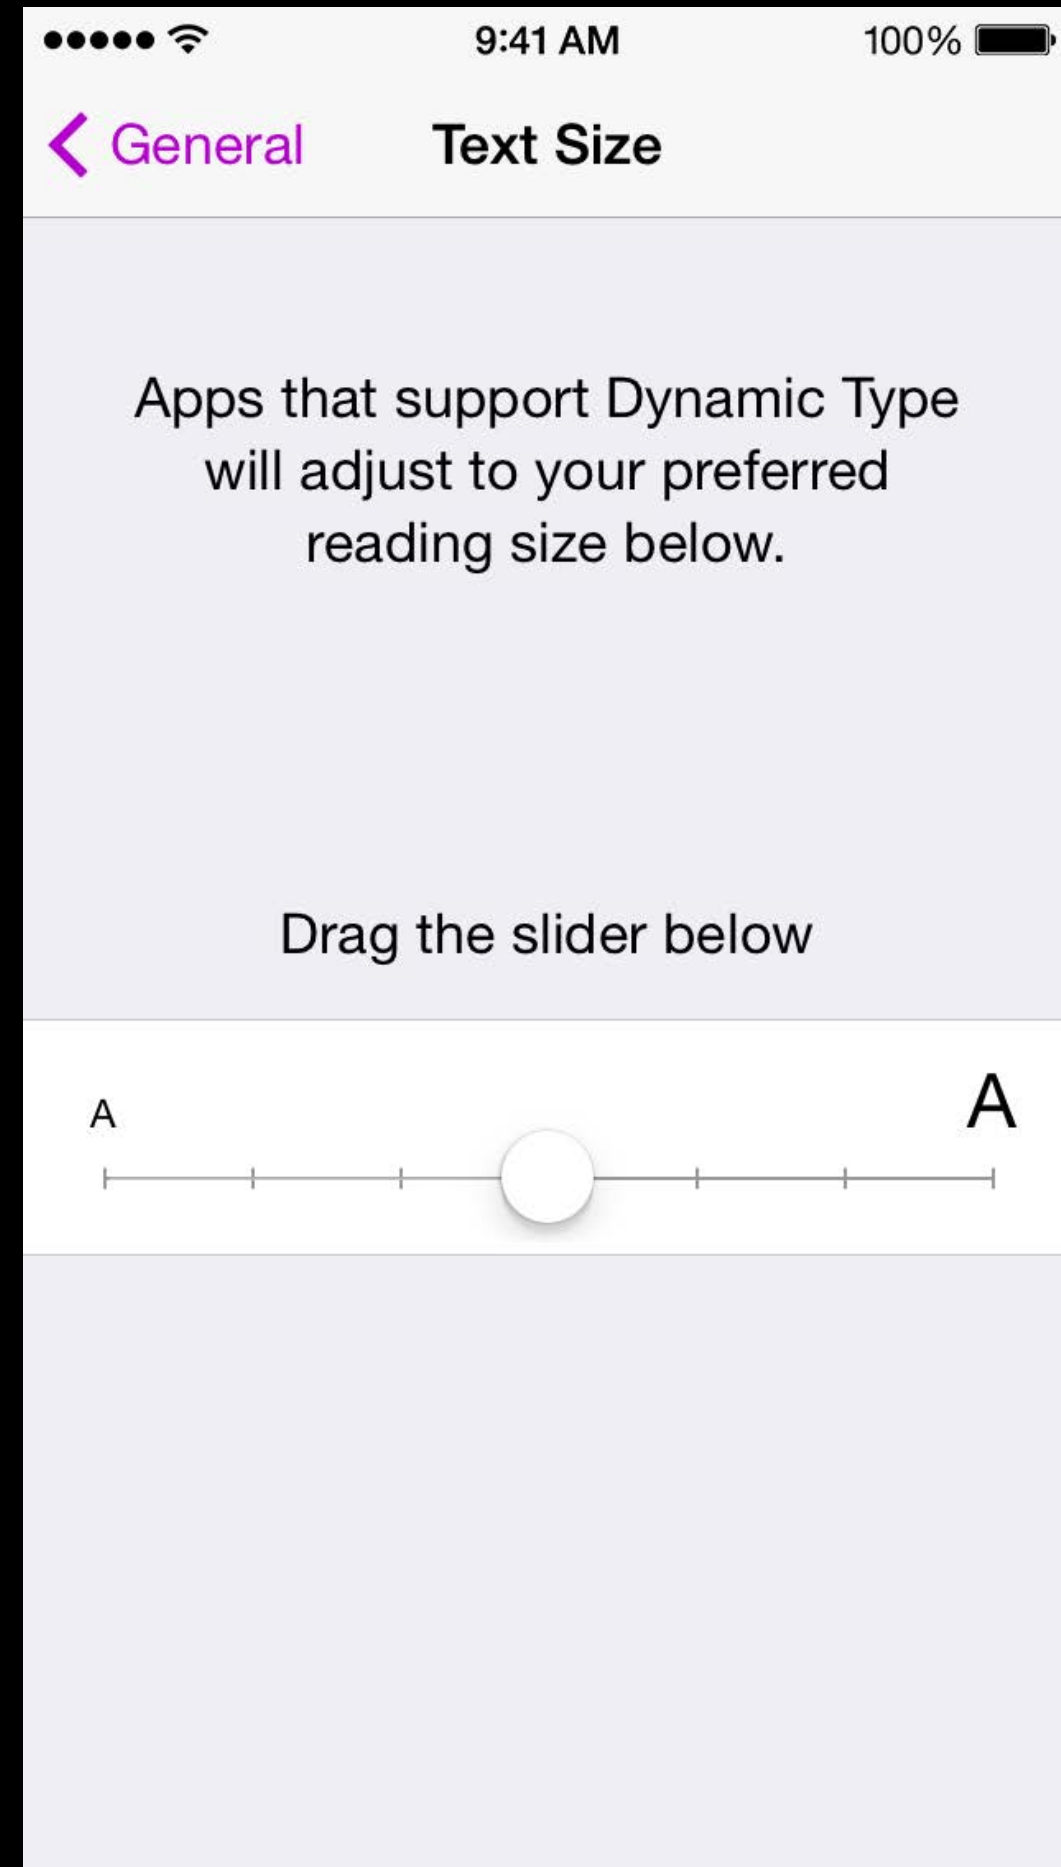 9:41 AM
100%
General
Text Size
Apps that support Dynamic Type
will adjust to your preferred
reading size below.
Drag the slider below
A
A